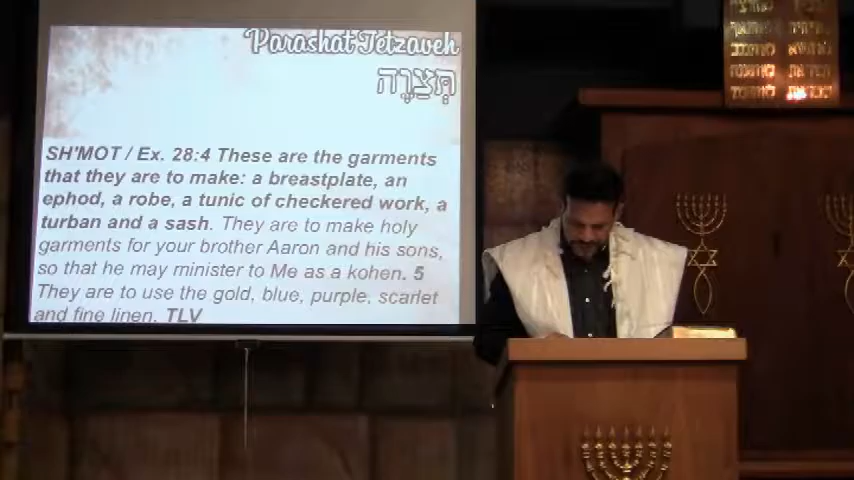 Parashat Tetzaveh
תְּצַוֶּה
SH'MOT / Ex. 28:4 These are the garments
that they are to make: a breastplate, an
ephod, a robe, a tunic of checkered work, a
turban and a sash. They are to make holy
garments for your brother Aaron and his sons,
so that he may minister to Me as a kohen. 5
They are to use the gold, blue, purple, scarlet
and fine linen. TLV